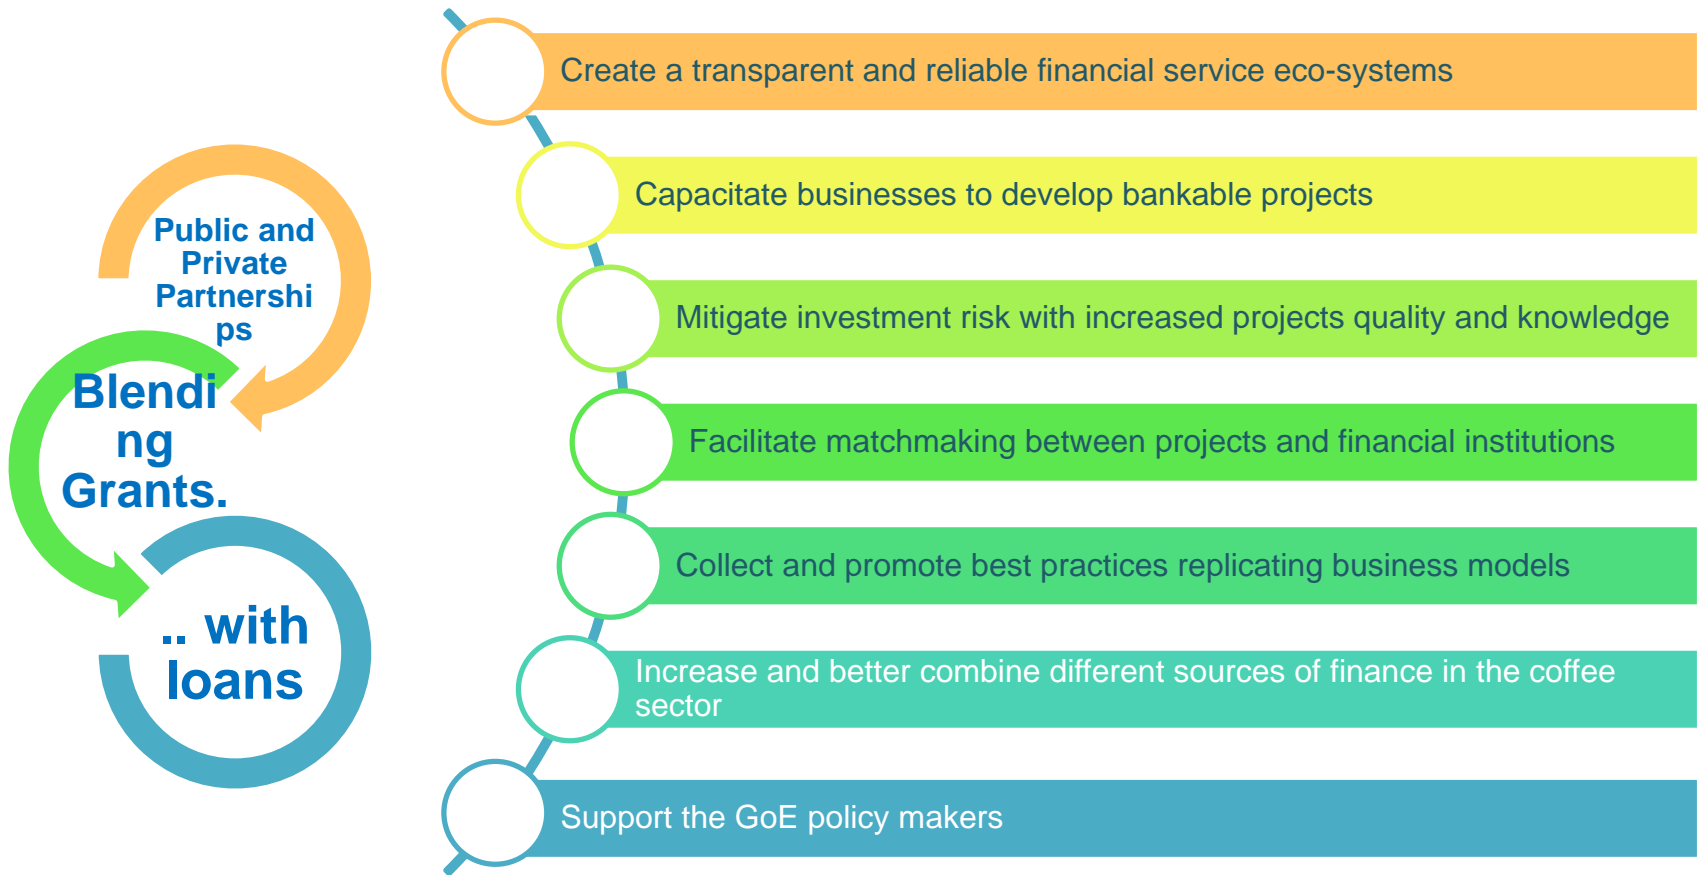 Public and
Private
Partnershi
ps
Blendi
ng
Grants.
.. with
loans
Create a transparent and reliable financial service eco-systems
Capacitate businesses to develop bankable projects
Mitigate investment risk with increased projects quality and knowledge
Facilitate matchmaking between projects and financial institutions
Collect and promote best practices replicating business models
Increase and better combine different sources of finance in the coffee
sector
Support the GoE policy makers